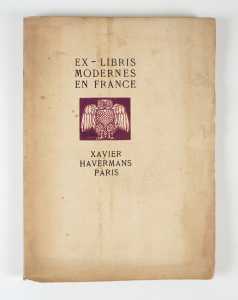 EX-LIBRIS
MODERNES
EN FRANCE
XAVIER
HAVERMANS
PARIS